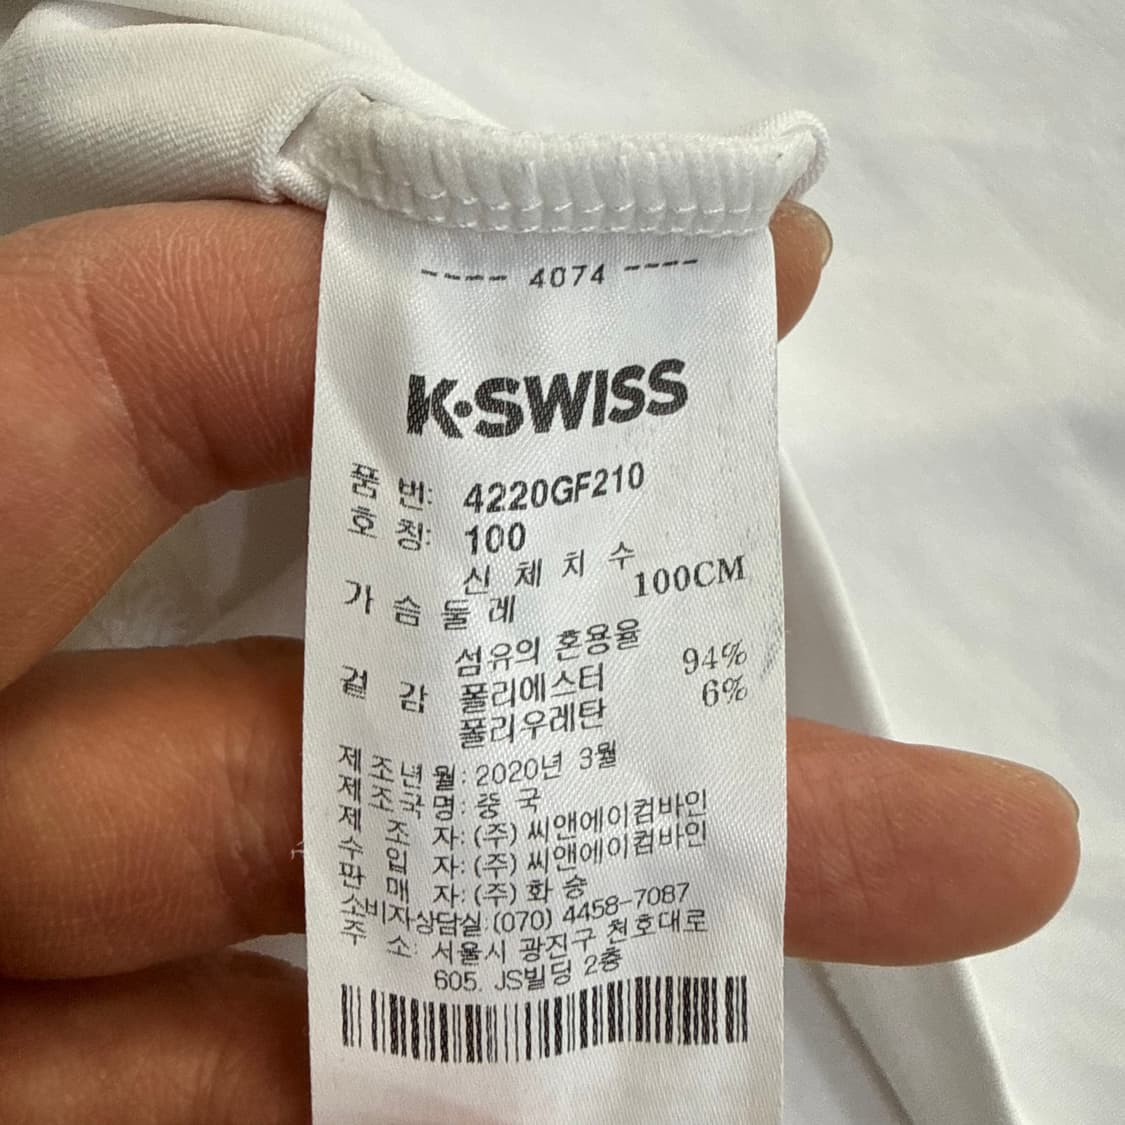 ---- 4074 ----
K·SWISS
품 번: 4220GF210
호 칭: 100
신 체 치 수
가 슴 둘 레 100CM
섬유의 혼용율
겉 감 폴리에스터 94%
폴리우레탄 6%
제 조 년 월: 2020년 3월
제 조 국 명: 중 국
제 조 자: (주) 씨앤에이컴바인
수 입 자: (주) 씨앤에이컴바인
판 매 자: (주) 화 승
소비자상담실:(070) 4458-7087
주 소: 서울시 광진구 천호대로
605. JS빌딩 2층